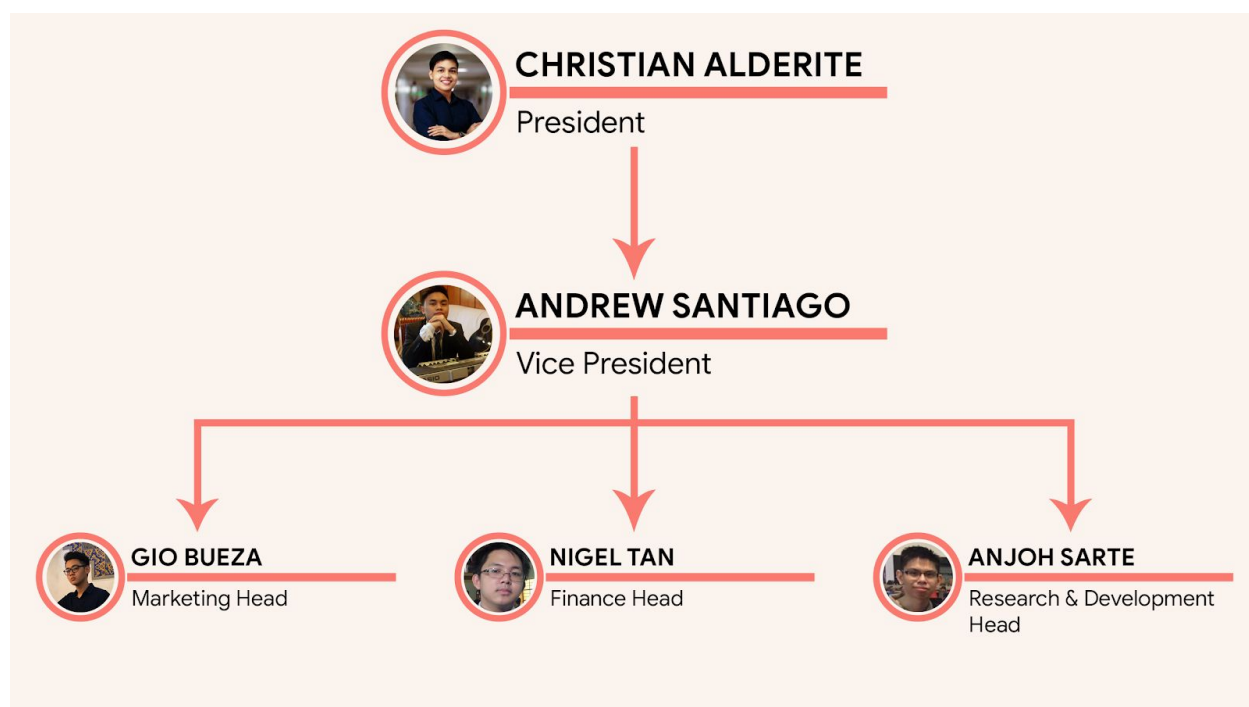 CHRISTIAN ALDERITE
President
ANDREW SANTIAGO
Vice President
GIO BUEZA
Marketing Head
NIGEL TAN
Finance Head
ANJOH SARTE
Research & Development
Head